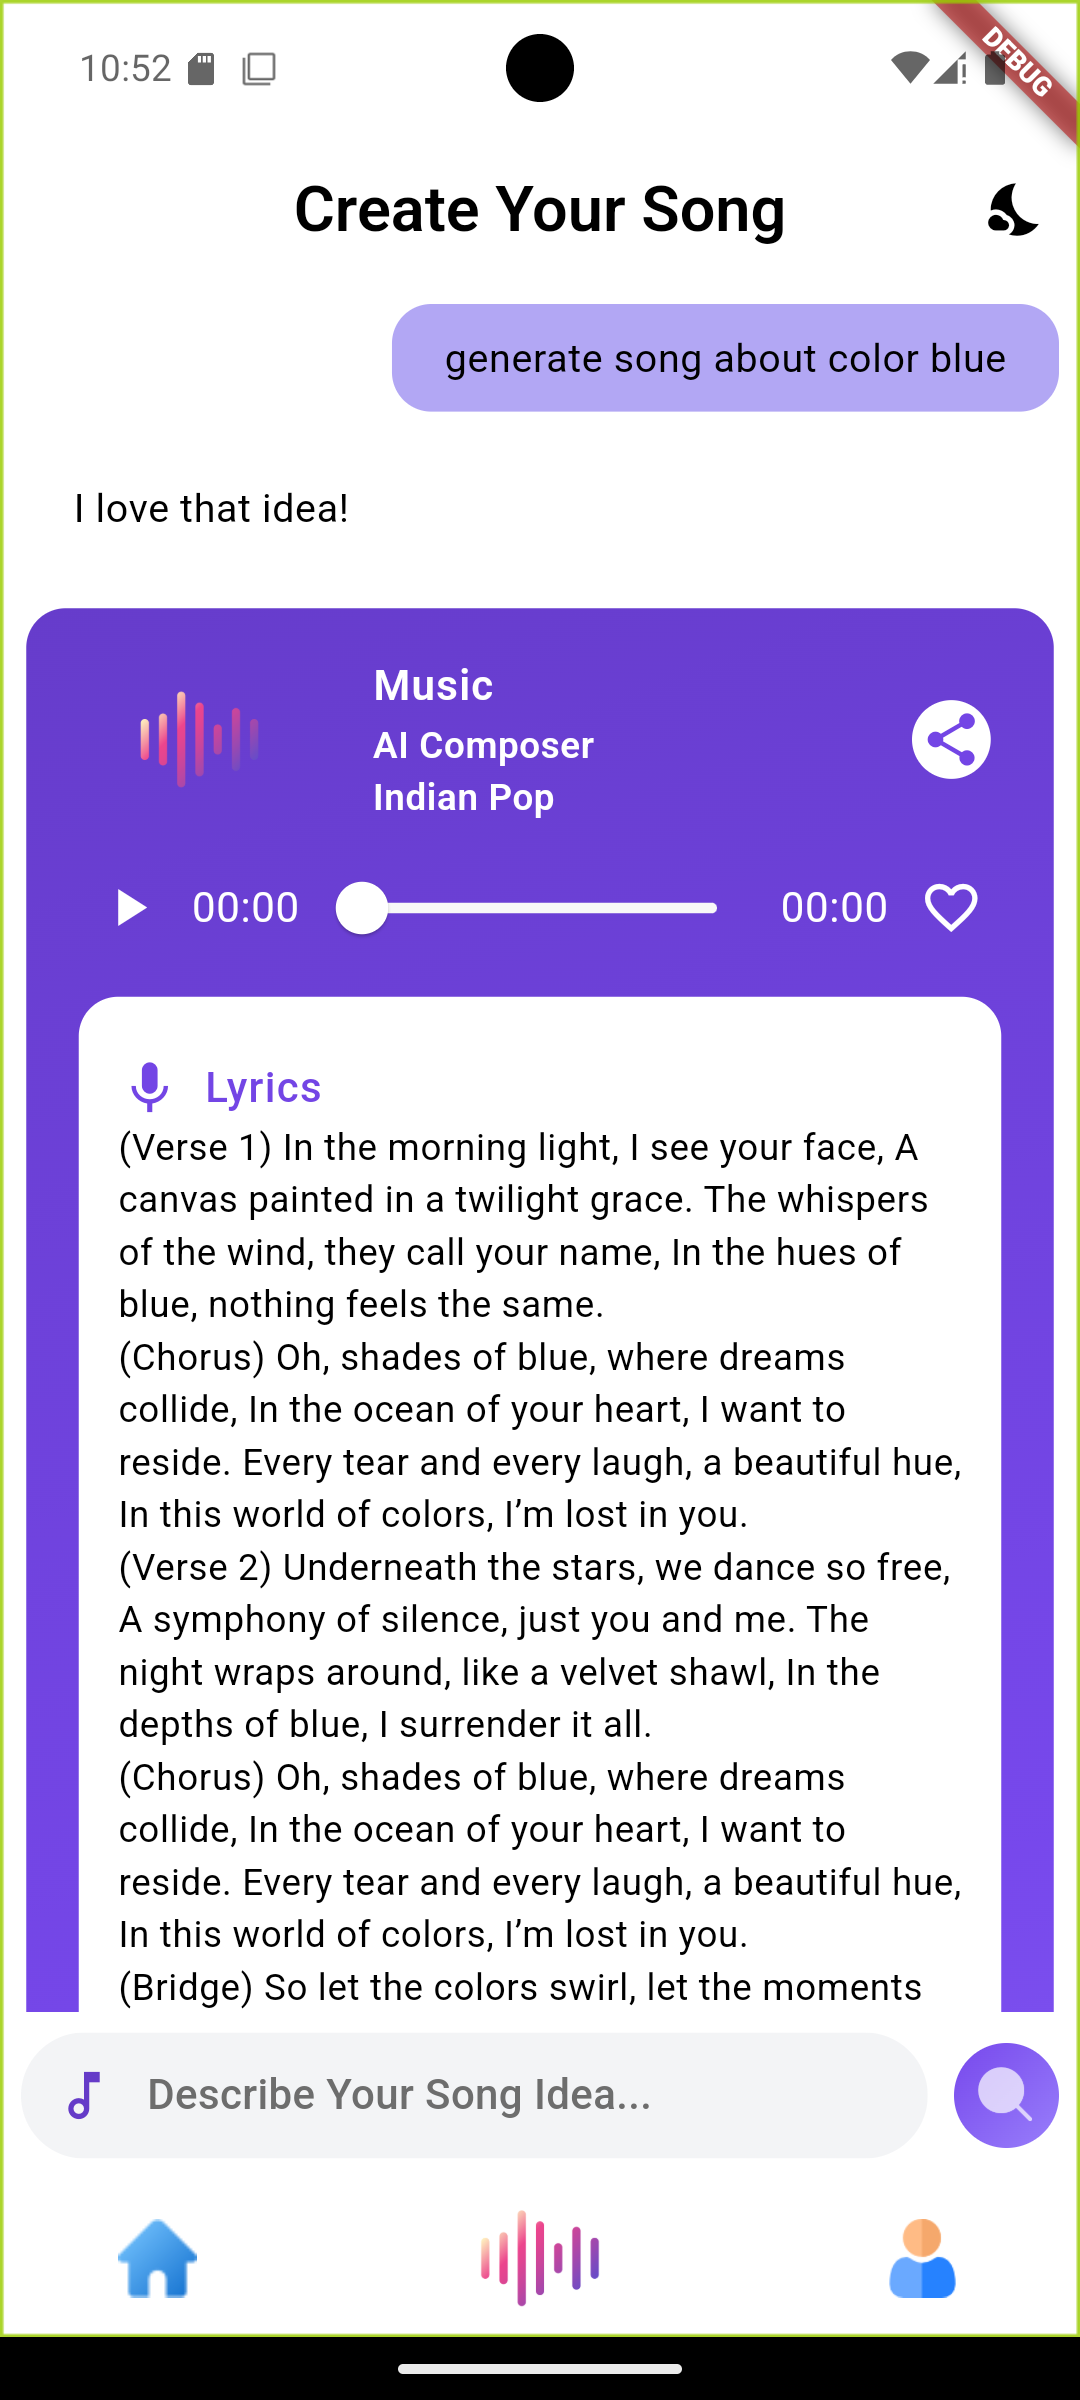 10:52
DEBUG
Create Your Song
generate song about color blue
I love that idea!
Music
AI Composer
Indian Pop
00:00
00:00
Lyrics
(Verse 1) In the morning light, I see your face, A
canvas painted in a twilight grace. The whispers
of the wind, they call your name, In the hues of
blue, nothing feels the same.
(Chorus) Oh, shades of blue, where dreams
collide, In the ocean of your heart, I want to
reside. Every tear and every laugh, a beautiful hue,
In this world of colors, I’m lost in you.
(Verse 2) Underneath the stars, we dance so free,
A symphony of silence, just you and me. The
night wraps around, like a velvet shawl, In the
depths of blue, I surrender it all.
(Chorus) Oh, shades of blue, where dreams
collide, In the ocean of your heart, I want to
reside. Every tear and every laugh, a beautiful hue,
In this world of colors, I’m lost in you.
(Bridge) So let the colors swirl, let the moments
Describe Your Song Idea...